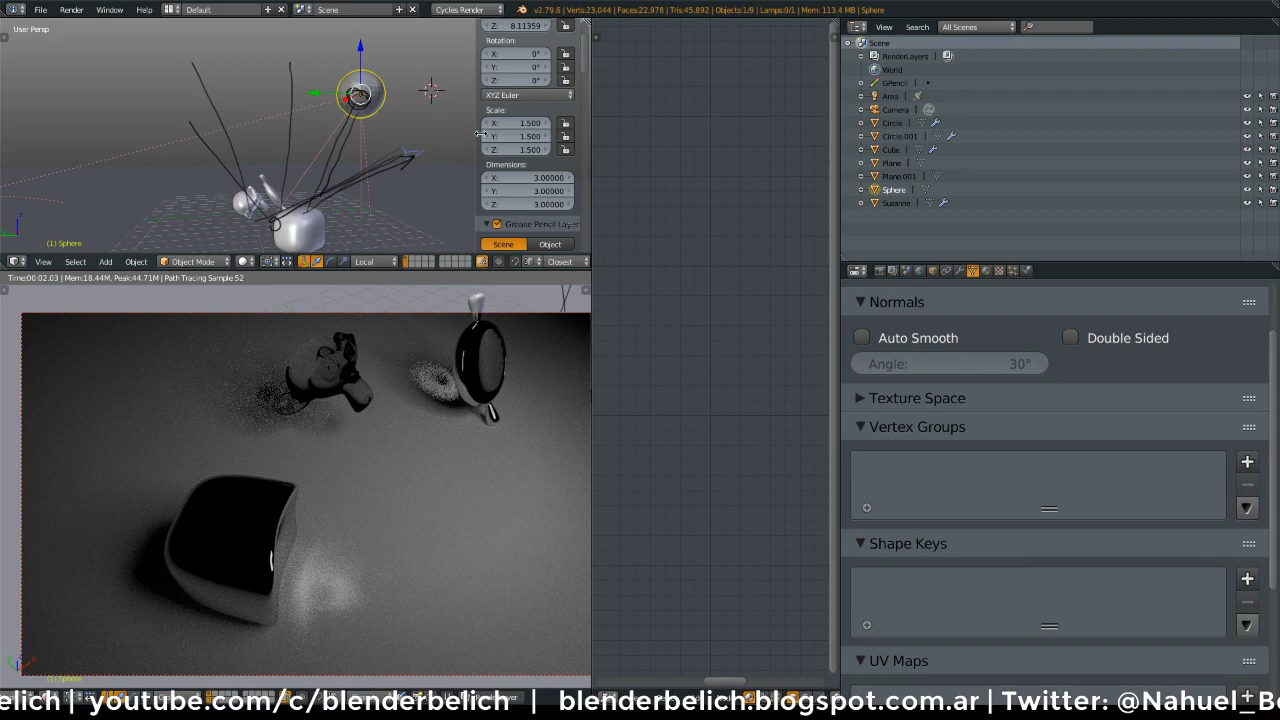 File Render Window Help Default Scene Cycles Render v2.79.6 | Verts:23,044 | Faces:22,978 | Tris:45,892 | Objects:1/9 | Lamps:0/1 | Mem: 113.4 MB | Sphere
User Persp
Z: 8.11359
Rotation:
X: 0°
Y: 0°
Z: 0°
XYZ Euler
Scale:
X: 1.500
Y: 1.500
Z: 1.500
Dimensions:
X: 3.00000
Y: 3.00000
Z: 3.00000
Grease Pencil Layer
Scene Object
(1) Sphere
View Select Add Object Object Mode Local Closest
Time:00:02.03 | Mem:18.44M, Peak:44.71M | Path Tracing Sample 52
(1) Sphere
View Search All Scenes
Scene
RenderLayers |
World
GPencil |
Area |
Camera |
Circle |
Circle.001 |
Cube |
Plane |
Plane.001 |
Sphere |
Suzanne |
Normals
Auto Smooth Double Sided
Angle: 30°
Texture Space
Vertex Groups
Shape Keys
UV Maps
elich | youtube.com/c/blenderbelich | blenderbelich.blogspot.com.ar | Twitter: @Nahuel_B